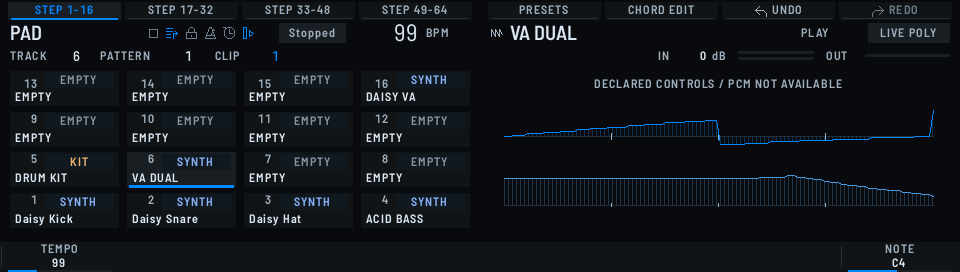 STEP 1-16 STEP 17-32 STEP 33-48 STEP 49-64 PRESETS CHORD EDIT UNDO REDO
PAD Stopped 99 BPM VA DUAL PLAY LIVE POLY
TRACK 6 PATTERN 1 CLIP 1 IN 0 dB OUT
DECLARED CONTROLS / PCM NOT AVAILABLE
13 EMPTY 14 EMPTY 15 EMPTY 16 SYNTH
EMPTY EMPTY EMPTY DAISY VA
9 EMPTY 10 EMPTY 11 EMPTY 12 EMPTY
EMPTY EMPTY EMPTY EMPTY
5 KIT 6 SYNTH 7 EMPTY 8 EMPTY
DRUM KIT VA DUAL EMPTY EMPTY
1 SYNTH 2 SYNTH 3 SYNTH 4 SYNTH
Daisy Kick Daisy Snare Daisy Hat ACID BASS
TEMPO NOTE
99 C4